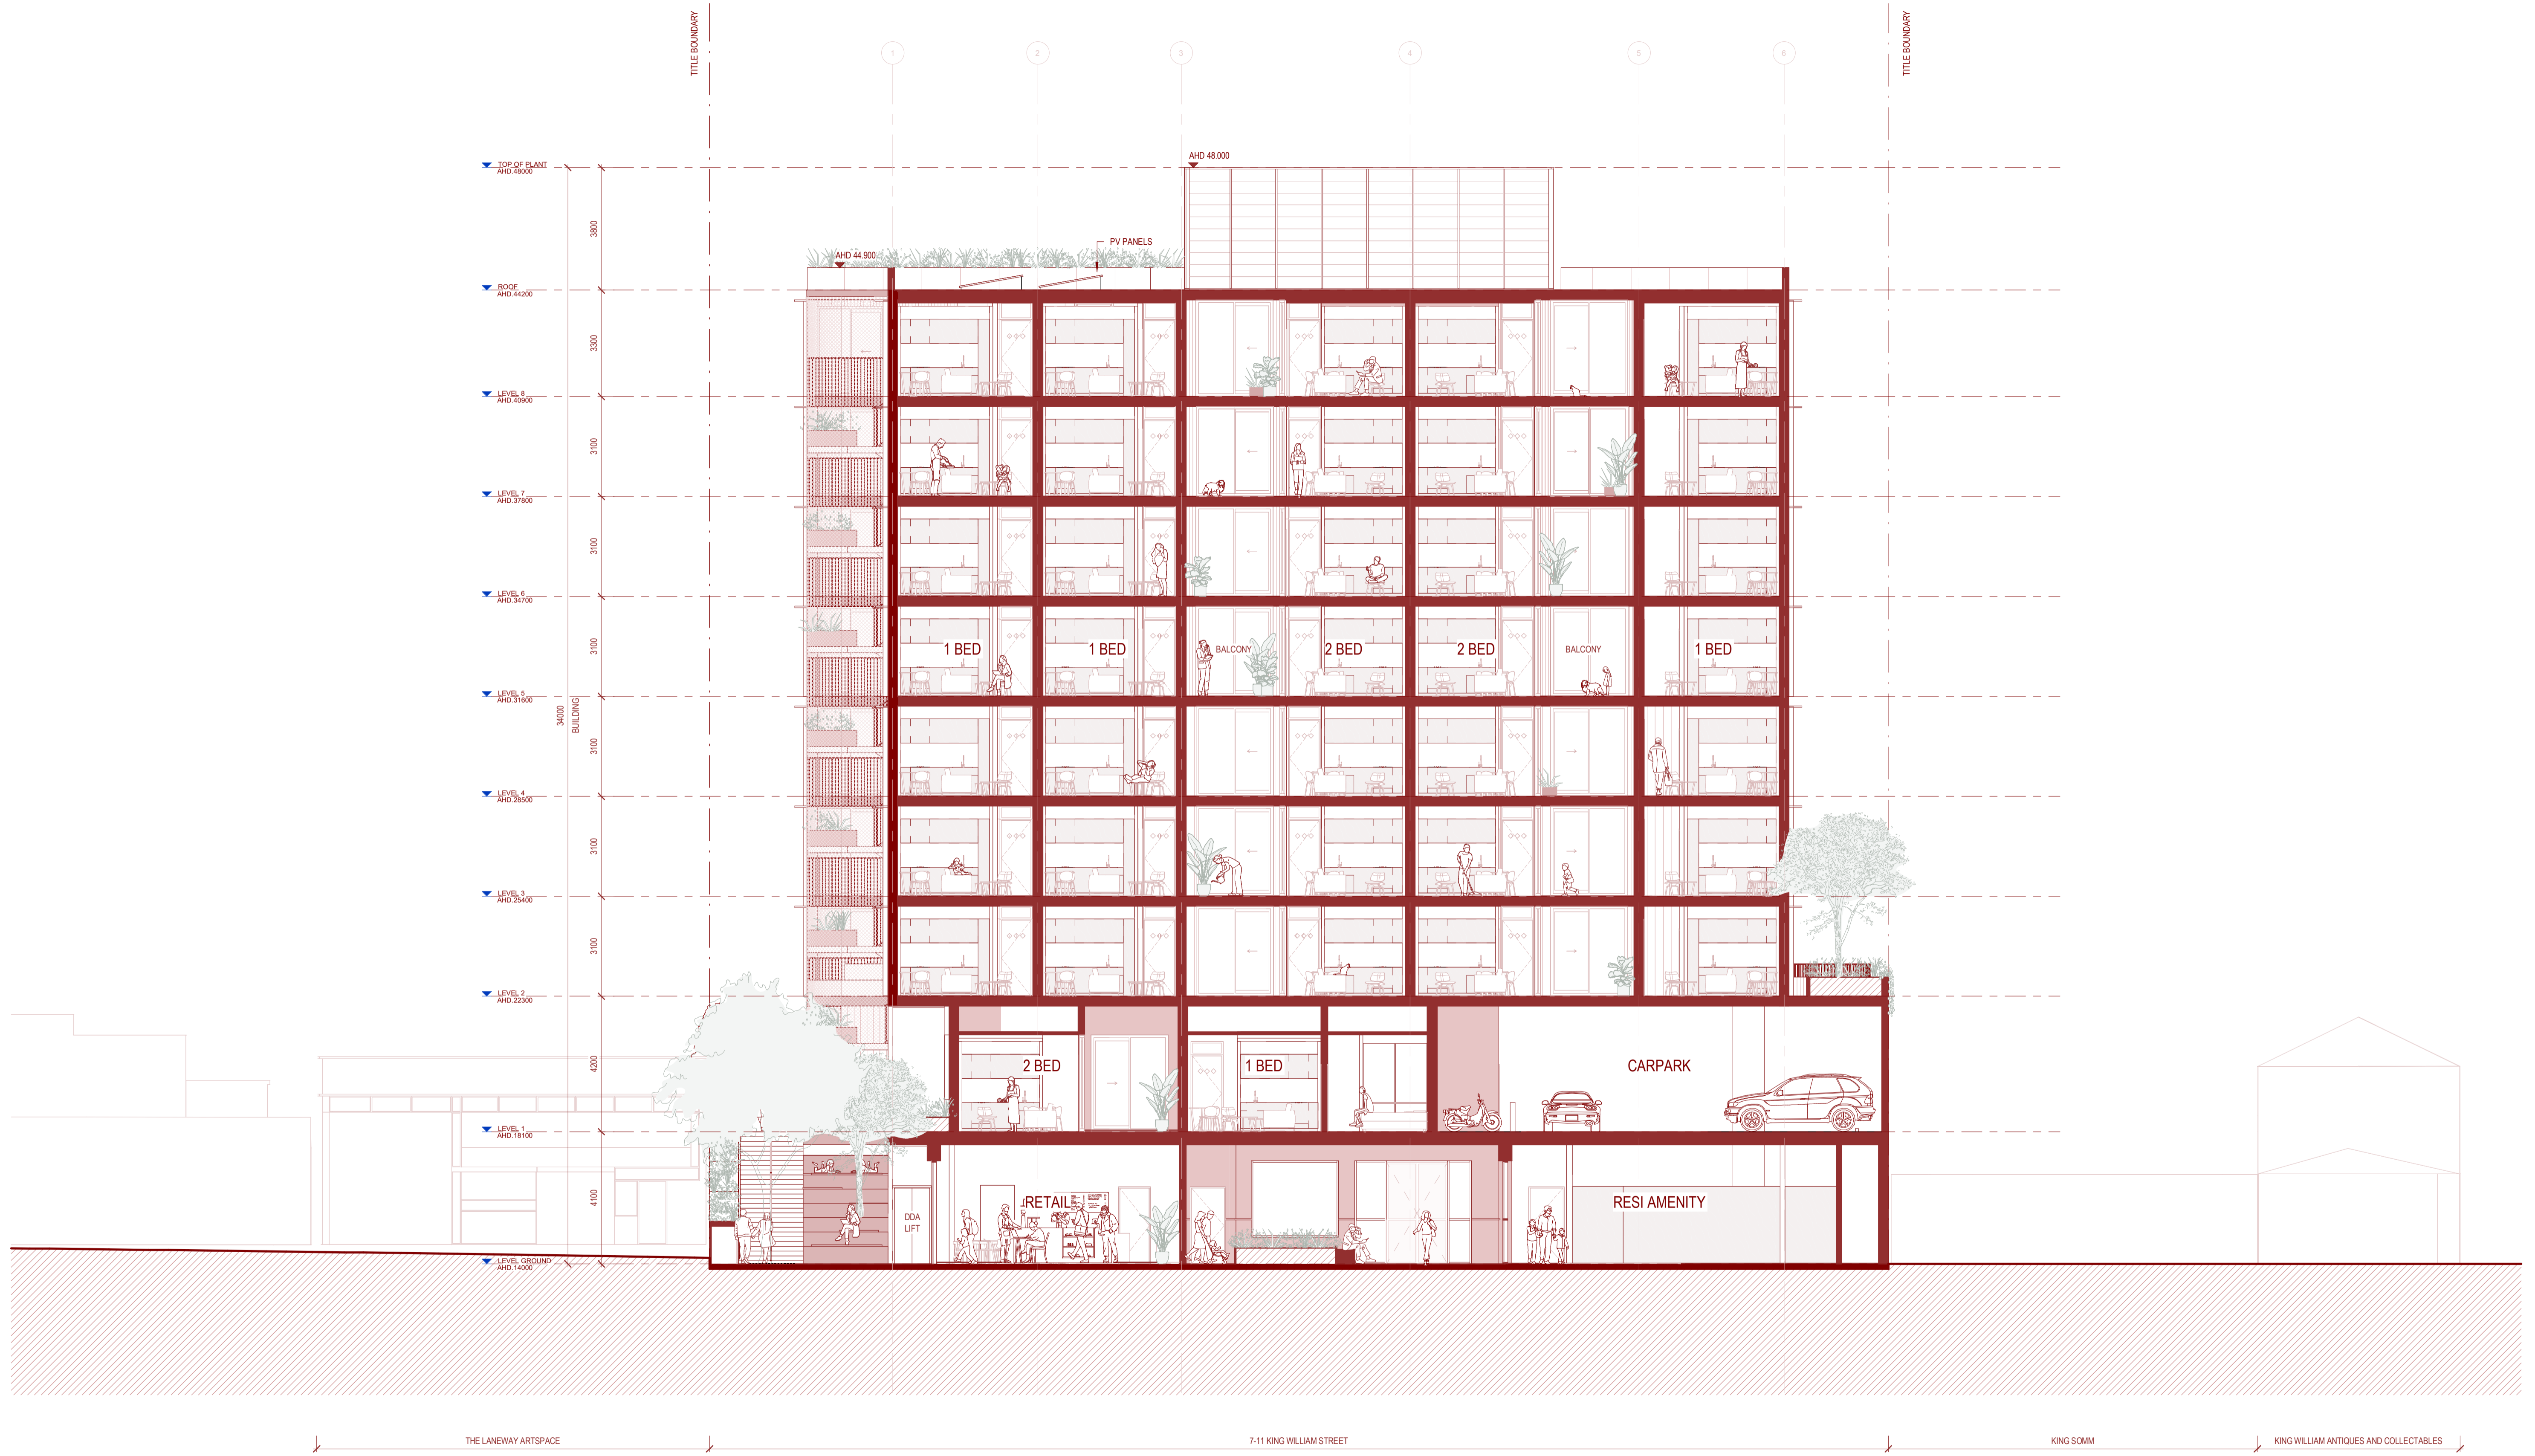 TITLE BOUNDARY
TITLE BOUNDARY
1
2
3
4
5
6
TOP OF PLANT
AHD.48000
AHD 48.000
3800
PV PANELS
AHD 44.900
ROOF
AHD.44200
3300
LEVEL 8
AHD.40900
3100
LEVEL 7
AHD.37800
3100
LEVEL 6
AHD.34700
3100
1 BED
1 BED
BALCONY
2 BED
2 BED
BALCONY
1 BED
LEVEL 5
AHD.31600
34000
BUILDING
3100
LEVEL 4
AHD.28500
3100
LEVEL 3
AHD.25400
3100
LEVEL 2
AHD.22300
4200
2 BED
1 BED
CARPARK
LEVEL 1
AHD.18100
4100
DDA
LIFT
RETAIL
RESI AMENITY
LEVEL GROUND
AHD.14000
THE LANEWAY ARTSPACE
7-11 KING WILLIAM STREET
KING SOMM
KING WILLIAM ANTIQUES AND COLLECTABLES